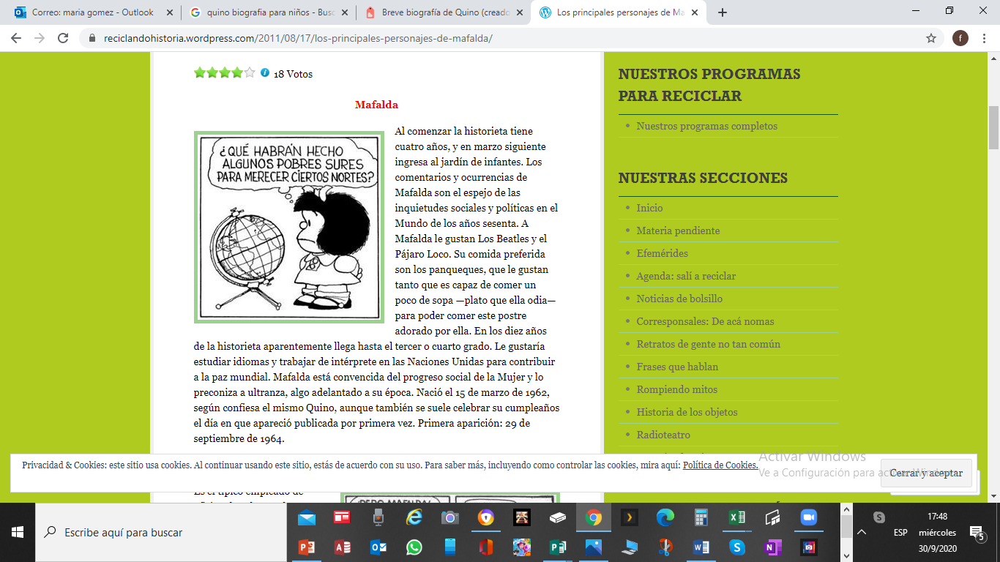 Correo: maria gomez - Outlook
quino biografia para niños - Busc
Breve biografía de Quino (creado
Los principales personajes de Ma
reciclandohistoria.wordpress.com/2011/08/17/los-principales-personajes-de-mafalda/
f
18 Votos
Mafalda
¿QUÉ HABRÁN HECHO
ALGUNOS POBRES SURES
PARA MERECER CIERTOS NORTES?
Al comenzar la historieta tiene
cuatro años, y en marzo siguiente
ingresa al jardín de infantes. Los
comentarios y ocurrencias de
Mafalda son el espejo de las
inquietudes sociales y políticas en el
Mundo de los años sesenta. A
Mafalda le gustan Los Beatles y el
Pájaro Loco. Su comida preferida
son los panqueques, que le gustan
tanto que es capaz de comer un
poco de sopa —plato que ella odia—
para poder comer este postre
adorado por ella. En los diez años
de la historieta aparentemente llega hasta el tercer o cuarto grado. Le gustaría
estudiar idiomas y trabajar de intérprete en las Naciones Unidas para contribuir
a la paz mundial. Mafalda está convencida del progreso social de la Mujer y lo
preconiza a ultranza, algo adelantado a su época. Nació el 15 de marzo de 1962,
según confiesa el mismo Quino, aunque también se suele celebrar su cumpleaños
el día en que apareció publicada por primera vez. Primera aparición: 29 de
septiembre de 1964.
NUESTROS PROGRAMAS
PARA RECICLAR
Nuestros programas completos
NUESTRAS SECCIONES
Inicio
Materia pendiente
Efemérides
Agenda: salí a reciclar
Noticias de bolsillo
Corresponsales: De acá nomas
Retratos de gente no tan común
Frases que hablan
Rompiendo mitos
Historia de los objetos
Radioteatro
Privacidad & Cookies: este sitio usa cookies. Al continuar usando este sitio, estás de acuerdo con su uso. Para saber más, incluyendo como controlar las cookies, mira aquí: Política de Cookies.
Cerrar y aceptar
Activar Windows
Ve a Configuración para activar Windows.
Es el típico empleado de
¡PERO MAFALDA!
Escribe aquí para buscar
17:48
ESP
miércoles
30/9/2020
5